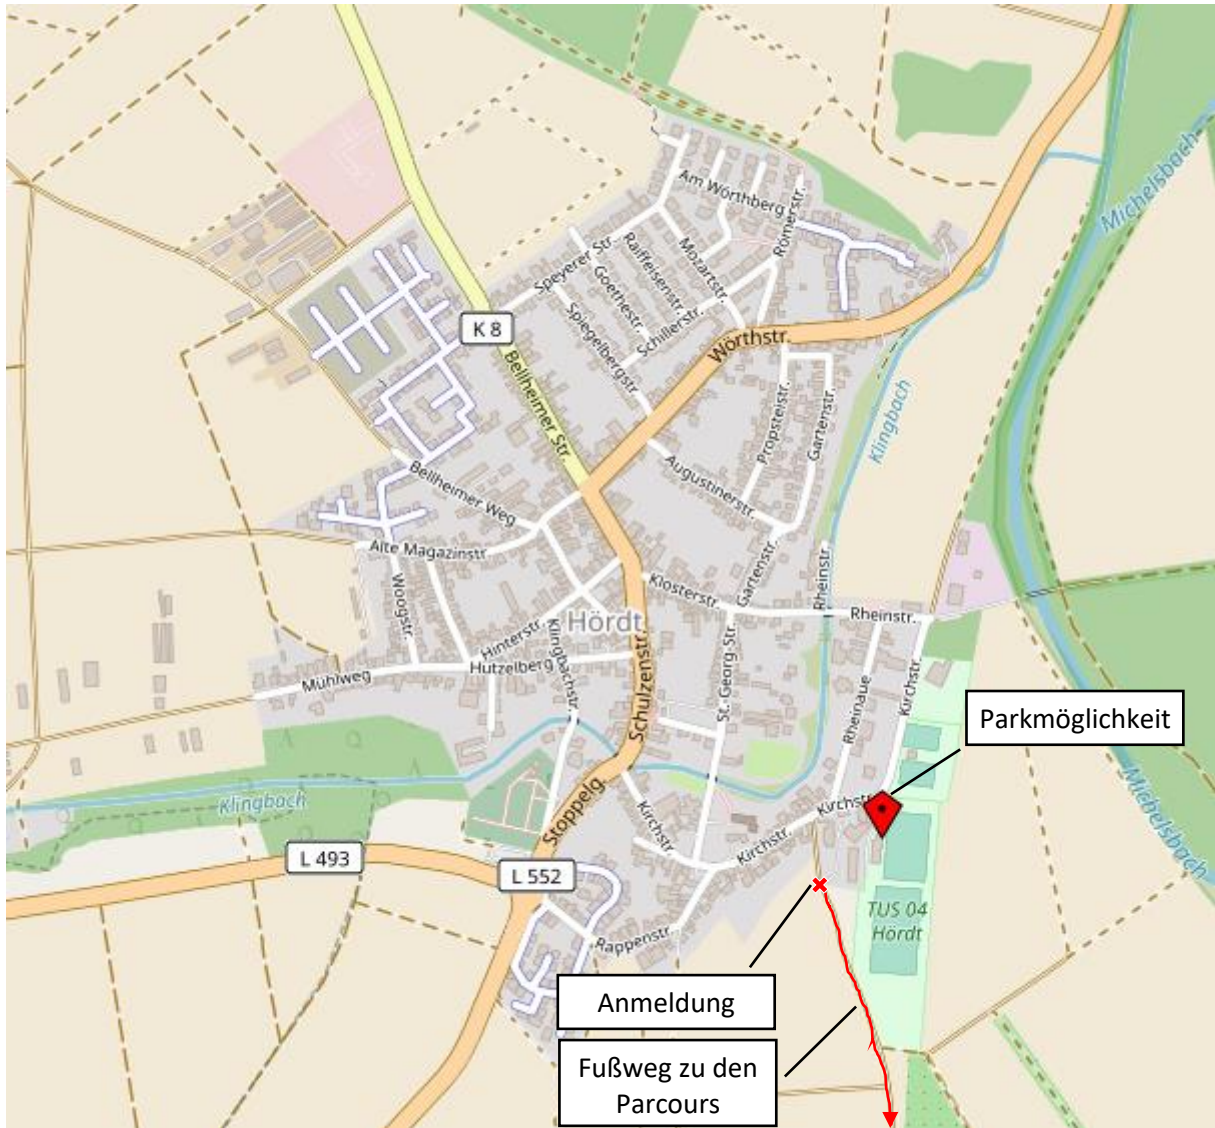 Michelsbach
Am Wörthberg
Römerstr.
Speyerer Str.
Raiffeisenstr.
Mozartstr.
Goethestr.
Schillerstr.
Spiegelbergstr.
K 8
Wörthstr.
Bellheimer Str.
Klingbach
Propsteistr.
Gartenstr.
Bellheimer Weg
Augustinerstr.
Alte Magazinstr.
Woogstr.
Klosterstr.
Gartenstr.
Rheinstr.
Rheinstr.
Hördt
Hinterstr.
Klingbachstr.
Hutzelberg
Mühlweg
Schulzenstr.
St. Georg-Str.
Rheinaue
Kirchstr.
Parkmöglichkeit
Michelsbach
Klingbach
Stoppelg.
Kirchstr.
Kirchstr.
Kirchstr.
L 493
L 552
TUS 04
Hördt
Rappenstr.
Anmeldung
Fußweg zu den
Parcours